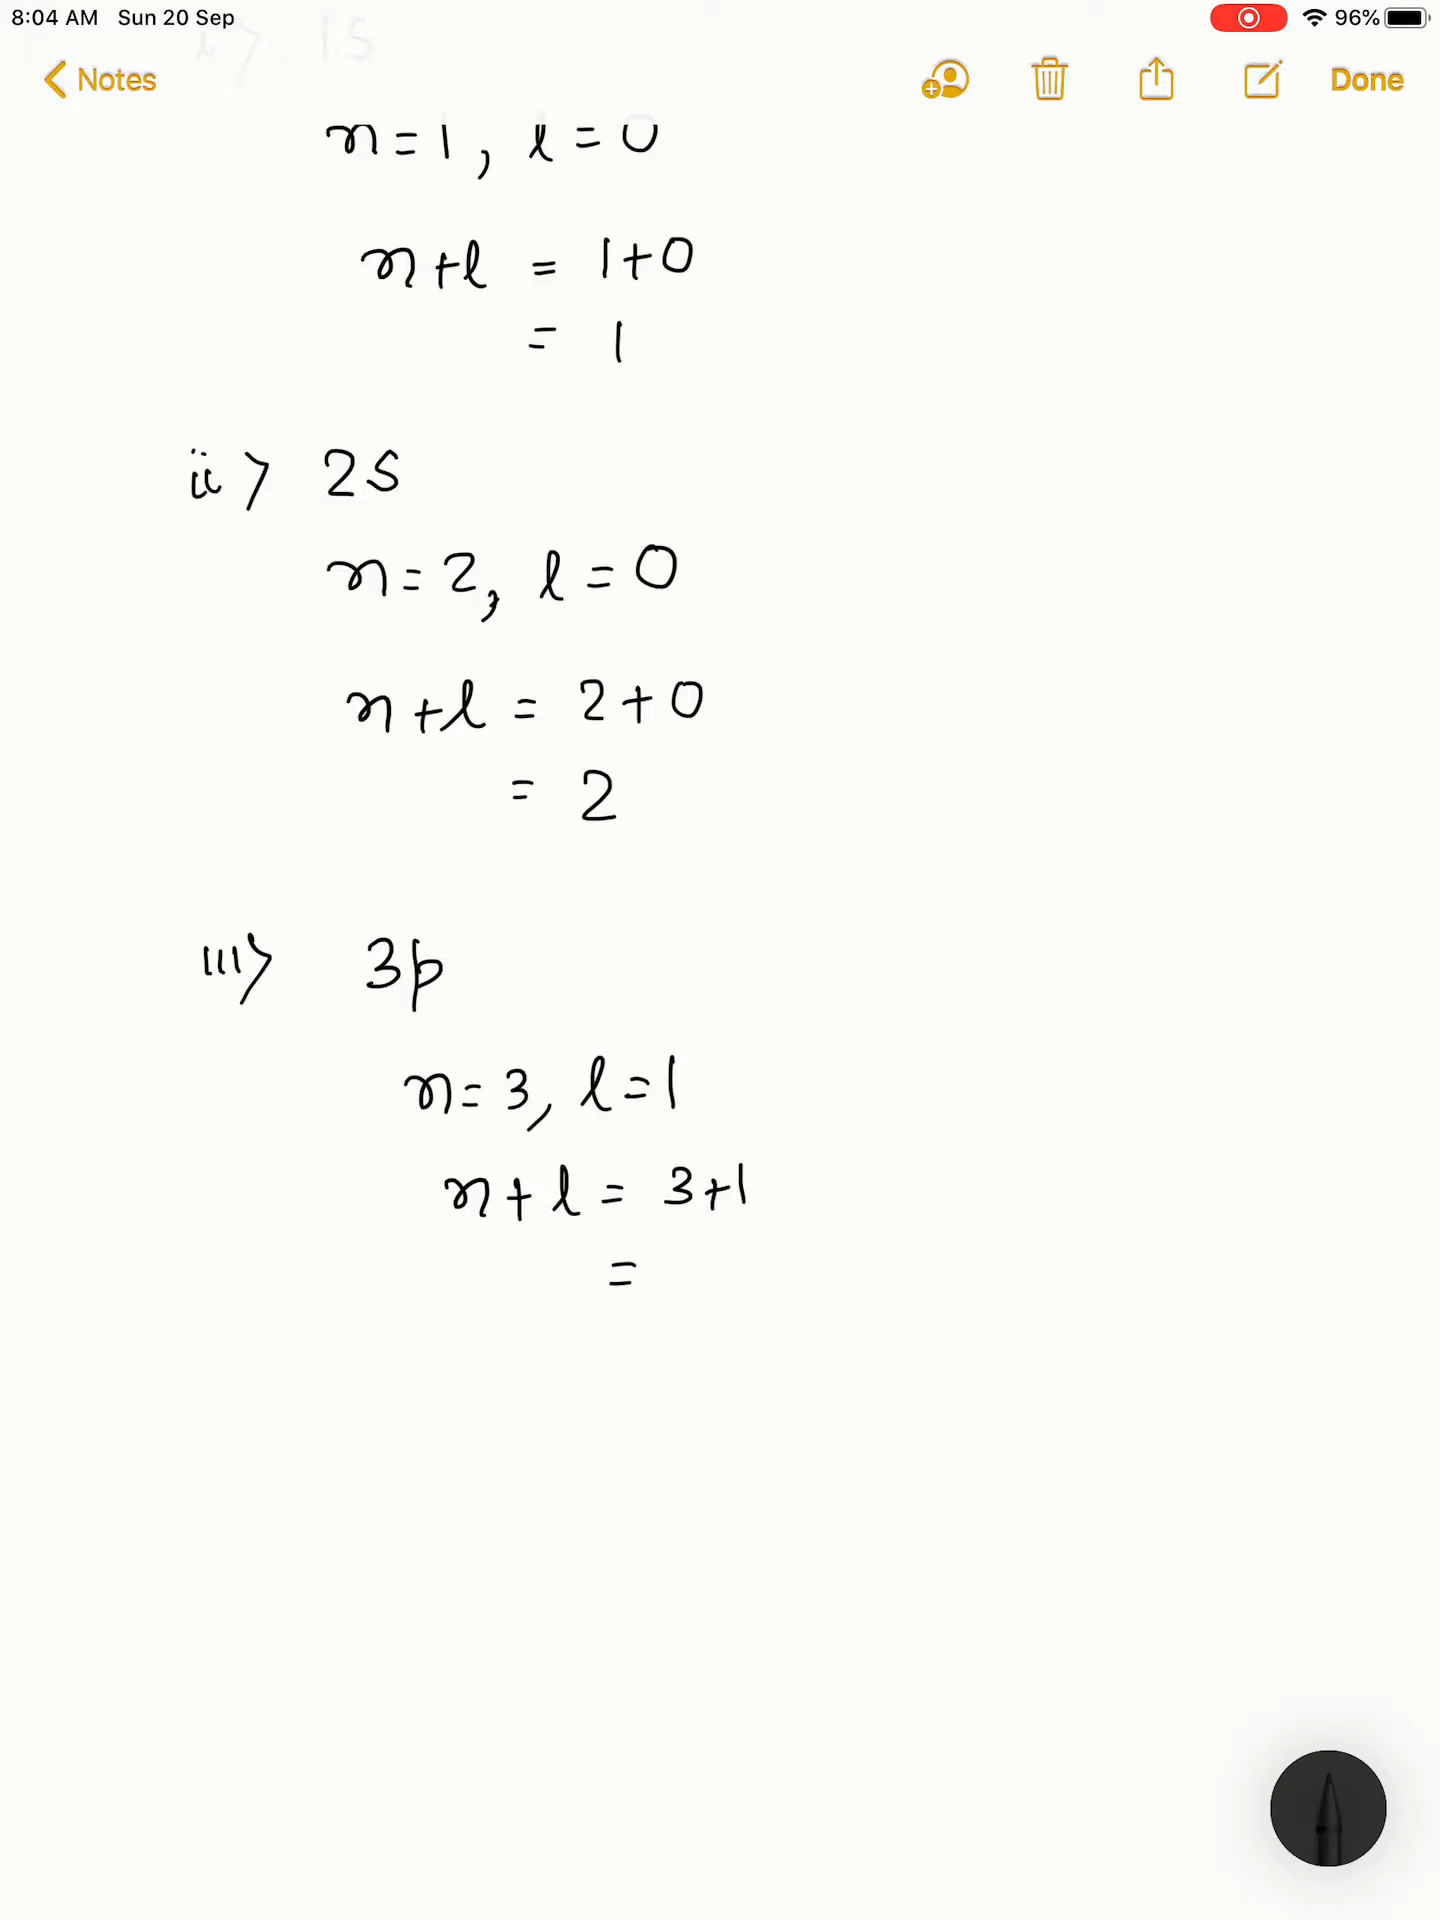 8:04 AM Sun 20 Sep 96%
i> 1S
Notes Done
n=1, l=0
n+l = 1+0
= 1
ii> 2S
n=2, l=0
n+l = 2+0
= 2
iii> 3p
n=3, l=1
n+l = 3+1
=